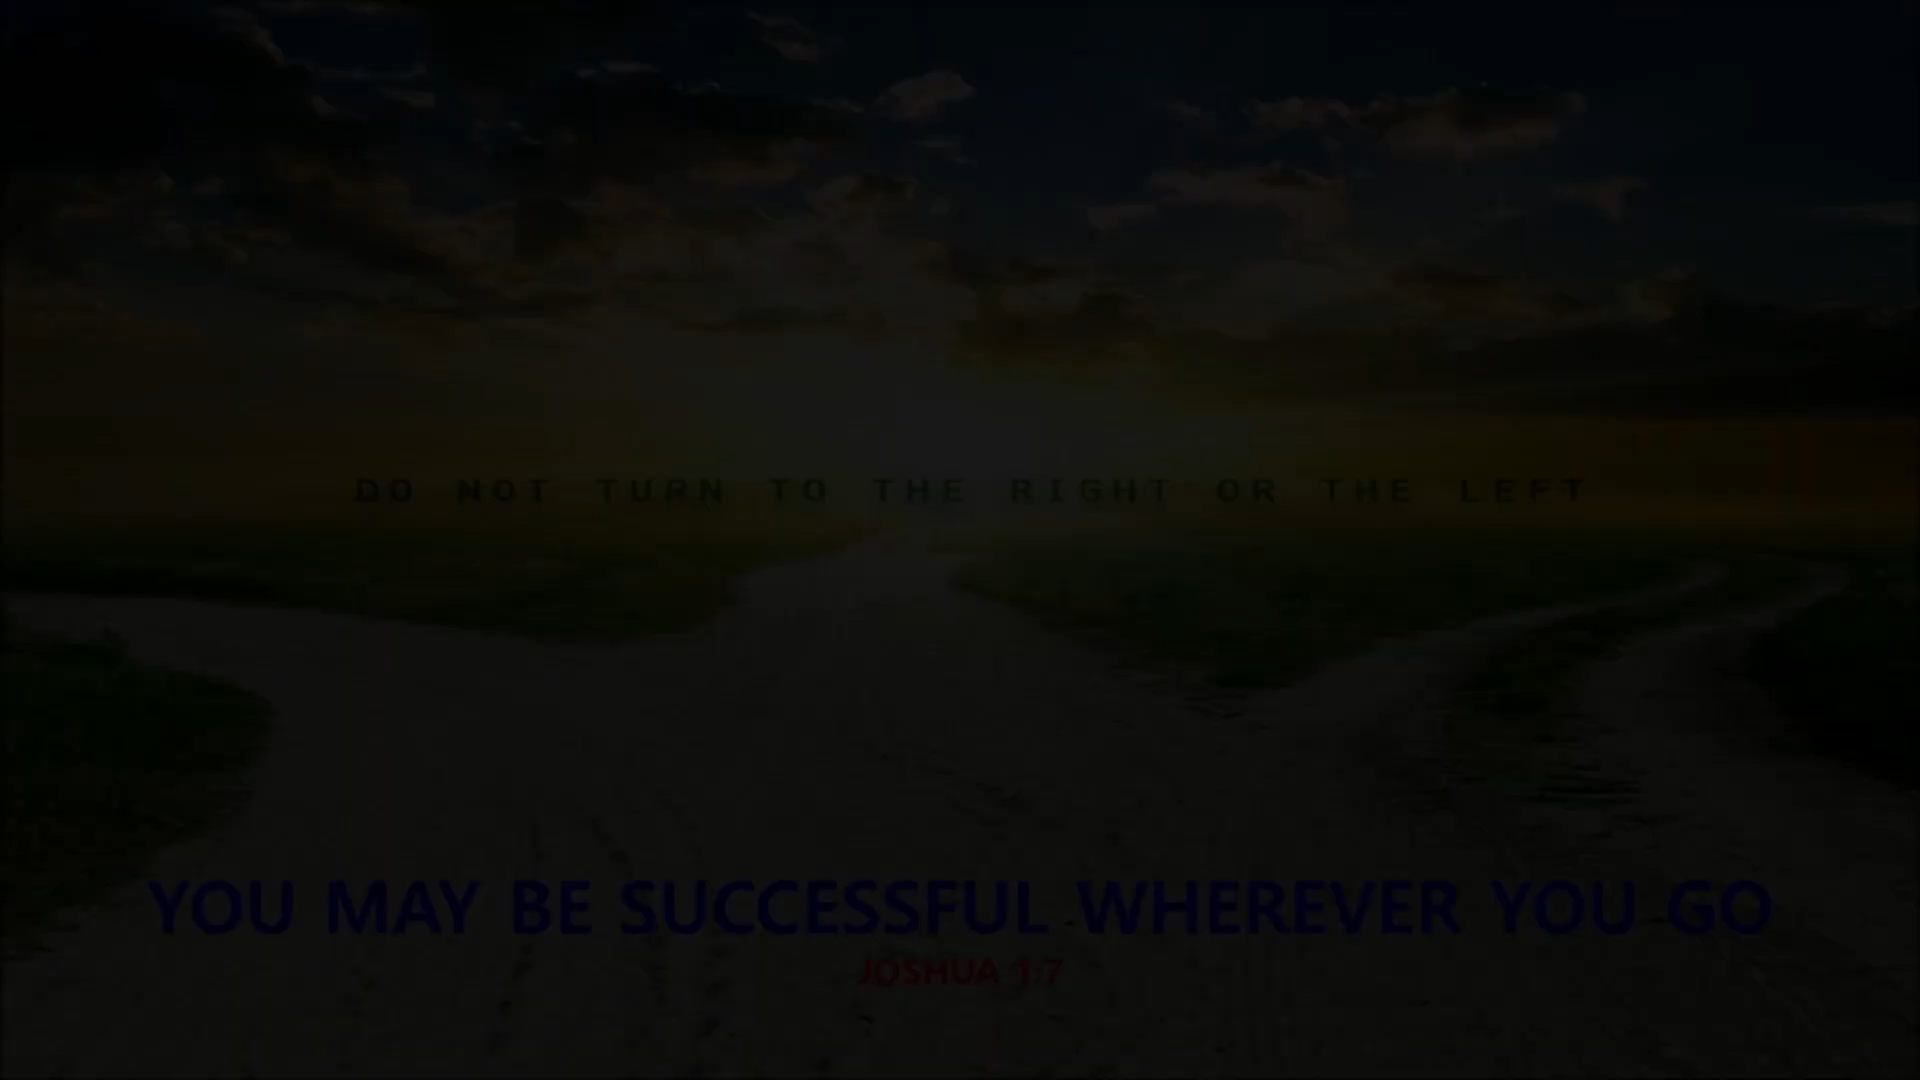 DO NOT TURN TO THE RIGHT OR THE LEFT
YOU MAY BE SUCCESSFUL WHEREVER YOU GO
JOSHUA 1:7